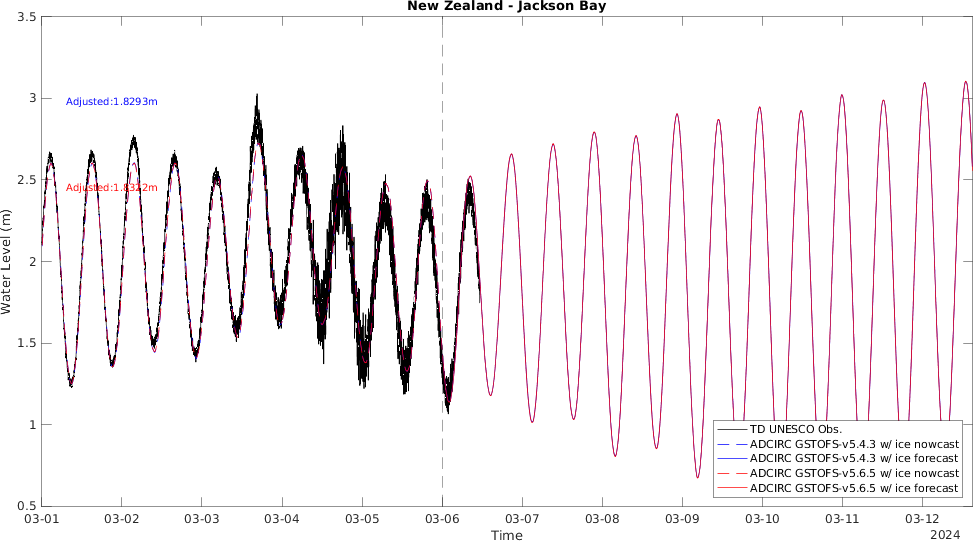 New Zealand - Jackson Bay
3.5
3
2.5
2
1.5
1
0.5
Water Level (m)
Adjusted:1.8293m
Adjusted:1.8322m
TD UNESCO Obs.
ADCIRC GSTOFS-v5.4.3 w/ ice nowcast
ADCIRC GSTOFS-v5.4.3 w/ ice forecast
ADCIRC GSTOFS-v5.6.5 w/ ice nowcast
ADCIRC GSTOFS-v5.6.5 w/ ice forecast
03-01 03-02 03-03 03-04 03-05 03-06 03-07 03-08 03-09 03-10 03-11 03-12
Time
2024